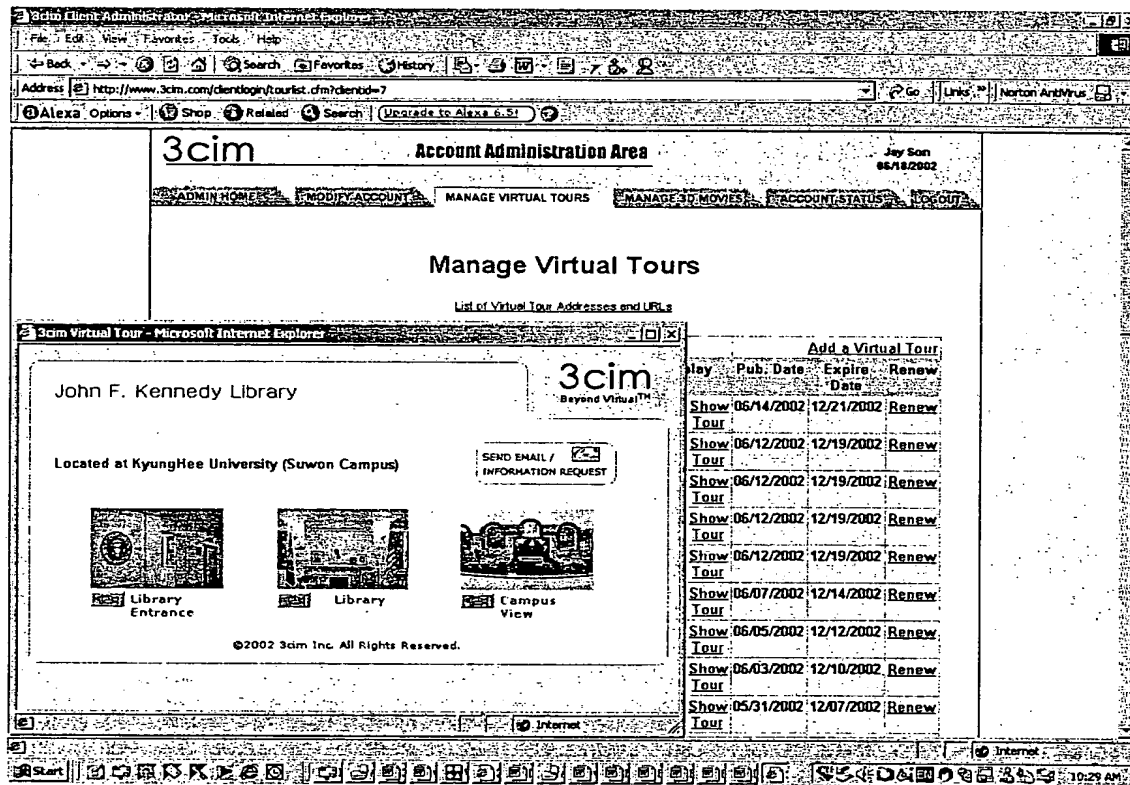 3cim Client Administrator - Microsoft Internet Explorer
File Edit View Favorites Tools Help
Back Search Favorites History
Address http://www.3cim.com/clientlogin/tourlist.cfm?clientid=7 Go Links » Norton AntiVirus
Alexa Options Shop Related Search Upgrade to Alexa 6.5!
3cim Account Administration Area Jay Son
06/18/2002
ADMIN HOME MODIFY ACCOUNT MANAGE VIRTUAL TOURS MANAGE 3D MOVIES ACCOUNT STATUS LOGOUT
Manage Virtual Tours
List of Virtual Tour Addresses and URLs
Add a Virtual Tour
lay Pub. Date Expire Date Renew
Show Tour 06/14/2002 12/21/2002 Renew
Show Tour 06/12/2002 12/19/2002 Renew
Show Tour 06/12/2002 12/19/2002 Renew
Show Tour 06/12/2002 12/19/2002 Renew
Show Tour 06/12/2002 12/19/2002 Renew
Show Tour 06/07/2002 12/14/2002 Renew
Show Tour 06/05/2002 12/12/2002 Renew
Show Tour 06/03/2002 12/10/2002 Renew
Show Tour 05/31/2002 12/07/2002 Renew
3cim Virtual Tour - Microsoft Internet Explorer
John F. Kennedy Library
3cim
Beyond Virtual™
Located at KyungHee University (Suwon Campus)
SEND EMAIL /
INFORMATION REQUEST
Library
Entrance
Library
Campus
View
©2002 3cim Inc. All Rights Reserved.
Internet
Internet
Start 10:29 AM